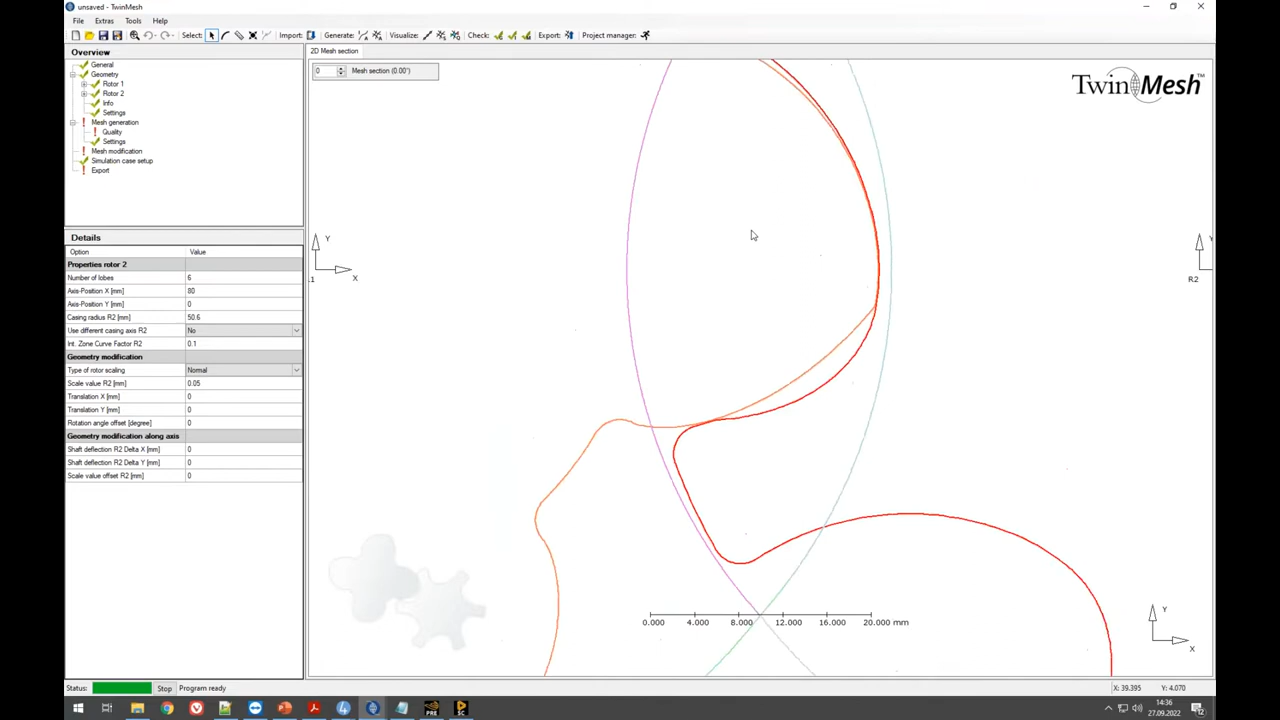 unsaved - TwinMesh
File Extras Tools Help
Select: Import: Generate: Visualize: Check: Export: Project manager:
Overview
General
Geometry
Rotor 1
Rotor 2
Info
Settings
Mesh generation
Quality
Settings
Mesh modification
Simulation case setup
Export
Details
Option Value
Properties rotor 2
Number of lobes 6
Axis-Position X [mm] 80
Axis-Position Y [mm] 0
Casing radius R2 [mm] 50.6
Use different casing axis R2 No
Int. Zone Curve Factor R2 0.1
Geometry modification
Type of rotor scaling Normal
Scale value R2 [mm] 0.05
Translation X [mm] 0
Translation Y [mm] 0
Rotation angle offset [degree] 0
Geometry modification along axis
Shaft deflection R2 Delta X [mm] 0
Shaft deflection R2 Delta Y [mm] 0
Scale value offset R2 [mm] 0
2D Mesh section
0 Mesh section (0.00°)
TwinMesh™
Y
X
.1
Y
R2
0.000 4.000 8.000 12.000 16.000 20.000 mm
Y
X
Status: Stop Program ready
X: 39.395 Y: 4.070
PRE
SC
14:36
27.09.2022
12